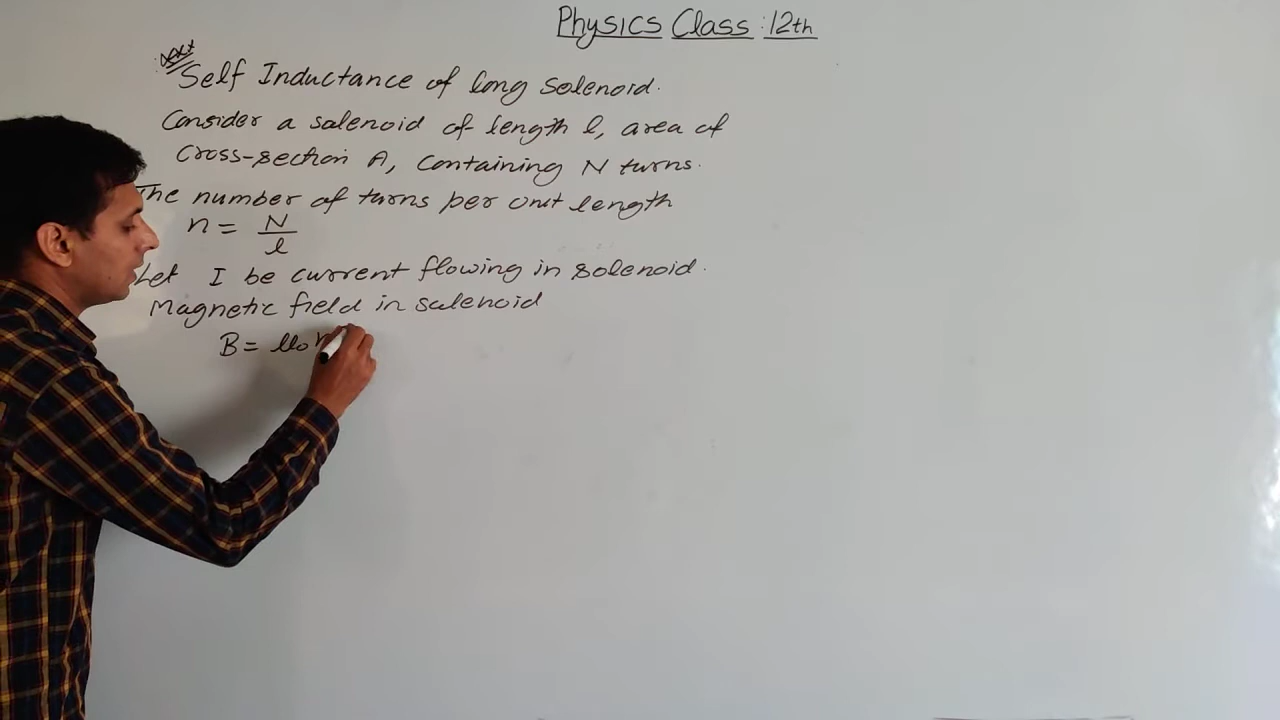 Physics Class : 12th
Self Inductance of long Solenoid.
Consider a solenoid of length l, area of
Cross-section A, Containing N turns.
The number of turns per unit length
n = N/l
Let I be current flowing in solenoid.
Magnetic field in solenoid
B = μ₀n